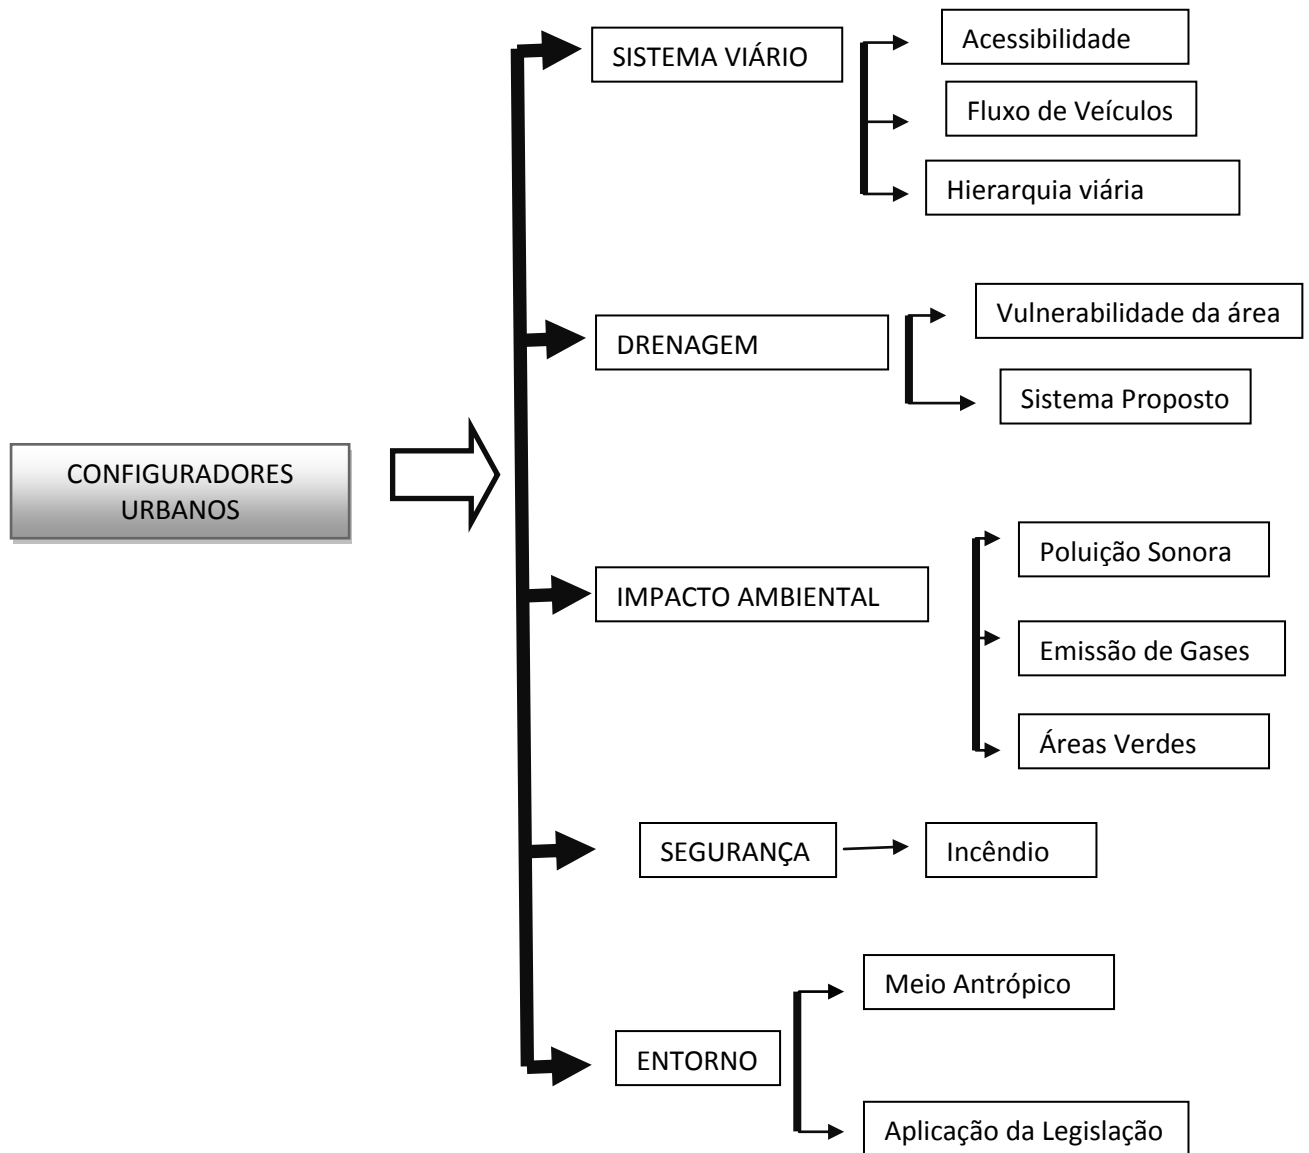 CONFIGURADORES
URBANOS
SISTEMA VIÁRIO
Acessibilidade
Fluxo de Veículos
Hierarquia viária
DRENAGEM
Vulnerabilidade da área
Sistema Proposto
IMPACTO AMBIENTAL
Poluição Sonora
Emissão de Gases
Áreas Verdes
SEGURANÇA
Incêndio
ENTORNO
Meio Antrópico
Aplicação da Legislação